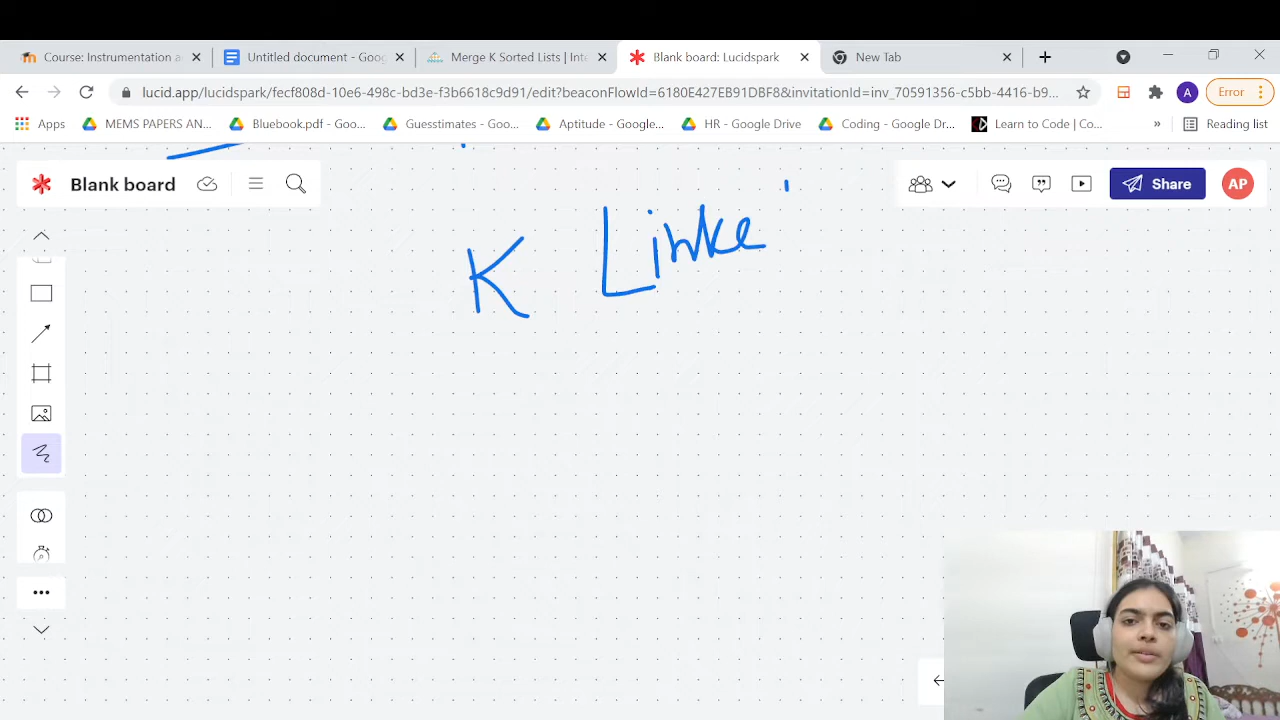 Course: Instrumentation a
Untitled document - Goog
Merge K Sorted Lists | Inte
Blank board: Lucidspark
New Tab
lucid.app/lucidspark/fecf808d-10e6-498c-bd3e-f3b6618c9d91/edit?beaconFlowId=6180E427EB91DBF8&invitationId=inv_70591356-c5bb-4416-b9...
A
Error
Apps
MEMS PAPERS AN...
Bluebook.pdf - Goo...
Guesstimates - Goo...
Aptitude - Google...
HR - Google Drive
Coding - Google Dr...
Learn to Code | Co...
»
Reading list
Blank board
Share
AP
K Linke